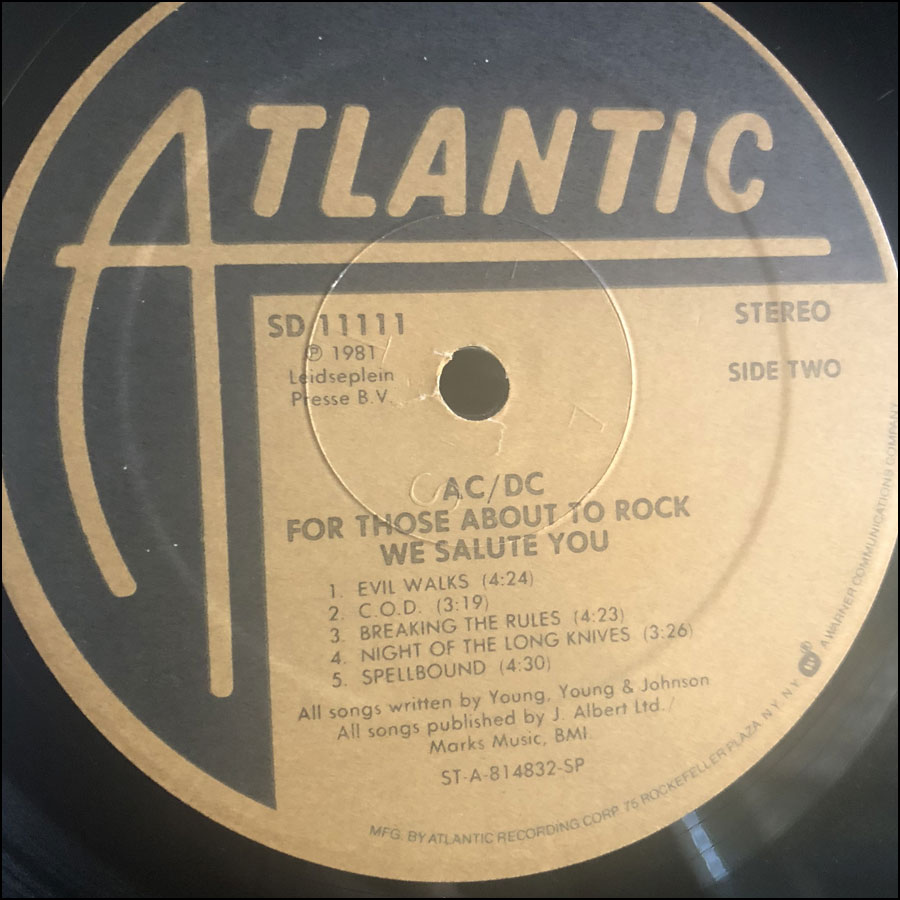 ATLANTIC
SD 11111
STEREO
℗ 1981
SIDE TWO
Leidseplein
Presse B.V.
AC/DC
FOR THOSE ABOUT TO ROCK
WE SALUTE YOU
1. EVIL WALKS (4:24)
2. C.O.D. (3:19)
3. BREAKING THE RULES (4:23)
4. NIGHT OF THE LONG KNIVES (3:26)
5. SPELLBOUND (4:30)
All songs written by Young, Young & Johnson
All songs published by J. Albert Ltd./
Marks Music, BMI.
ST-A-814832-SP
MFG. BY ATLANTIC RECORDING CORP. 75 ROCKEFELLER PLAZA N.Y. N.Y. A WARNER COMMUNICATIONS COMPANY